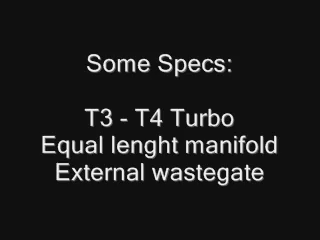 Some Specs:
T3 - T4 Turbo
Equal lenght manifold
External wastegate